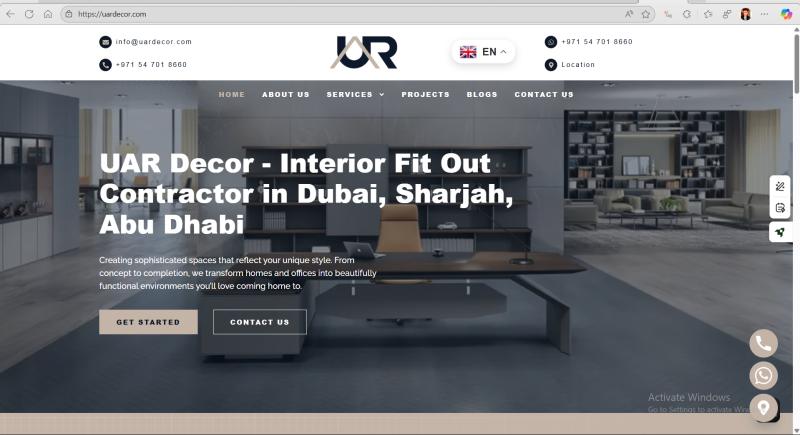 https://uardecor.com
info@uardecor.com
+971 54 701 8660
UAR
EN
+971 54 701 8660
Location
HOME ABOUT US SERVICES PROJECTS BLOGS CONTACT US
UAR Decor - Interior Fit Out
Contractor in Dubai, Sharjah,
Abu Dhabi
Creating sophisticated spaces that reflect your unique style. From
concept to completion, we transform homes and offices into beautifully
functional environments you'll love coming home to.
GET STARTED CONTACT US
Activate Windows
Go to Settings to activate